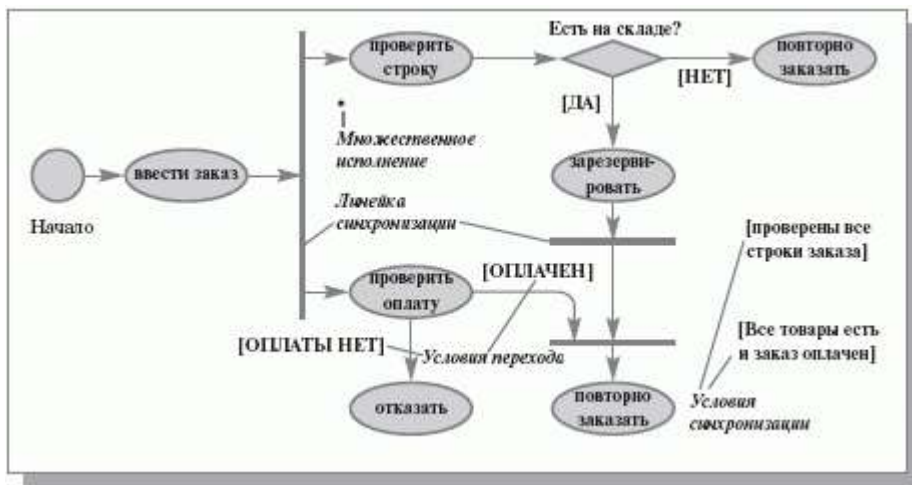 Есть на складе?
проверить
строку
повторно
заказать
[НЕТ]
[ДА]
*
Множественное
исполнение
ввести заказ
зарезерви-
ровать
Начало
Линейка
синхронизации
[проверены все
строки заказа]
[ОПЛАЧЕН]
проверить
оплату
[ОПЛАТЫ НЕТ]
Условия перехода
[Все товары есть
и заказ оплачен]
отказать
повторно
заказать
Условия
синхронизации